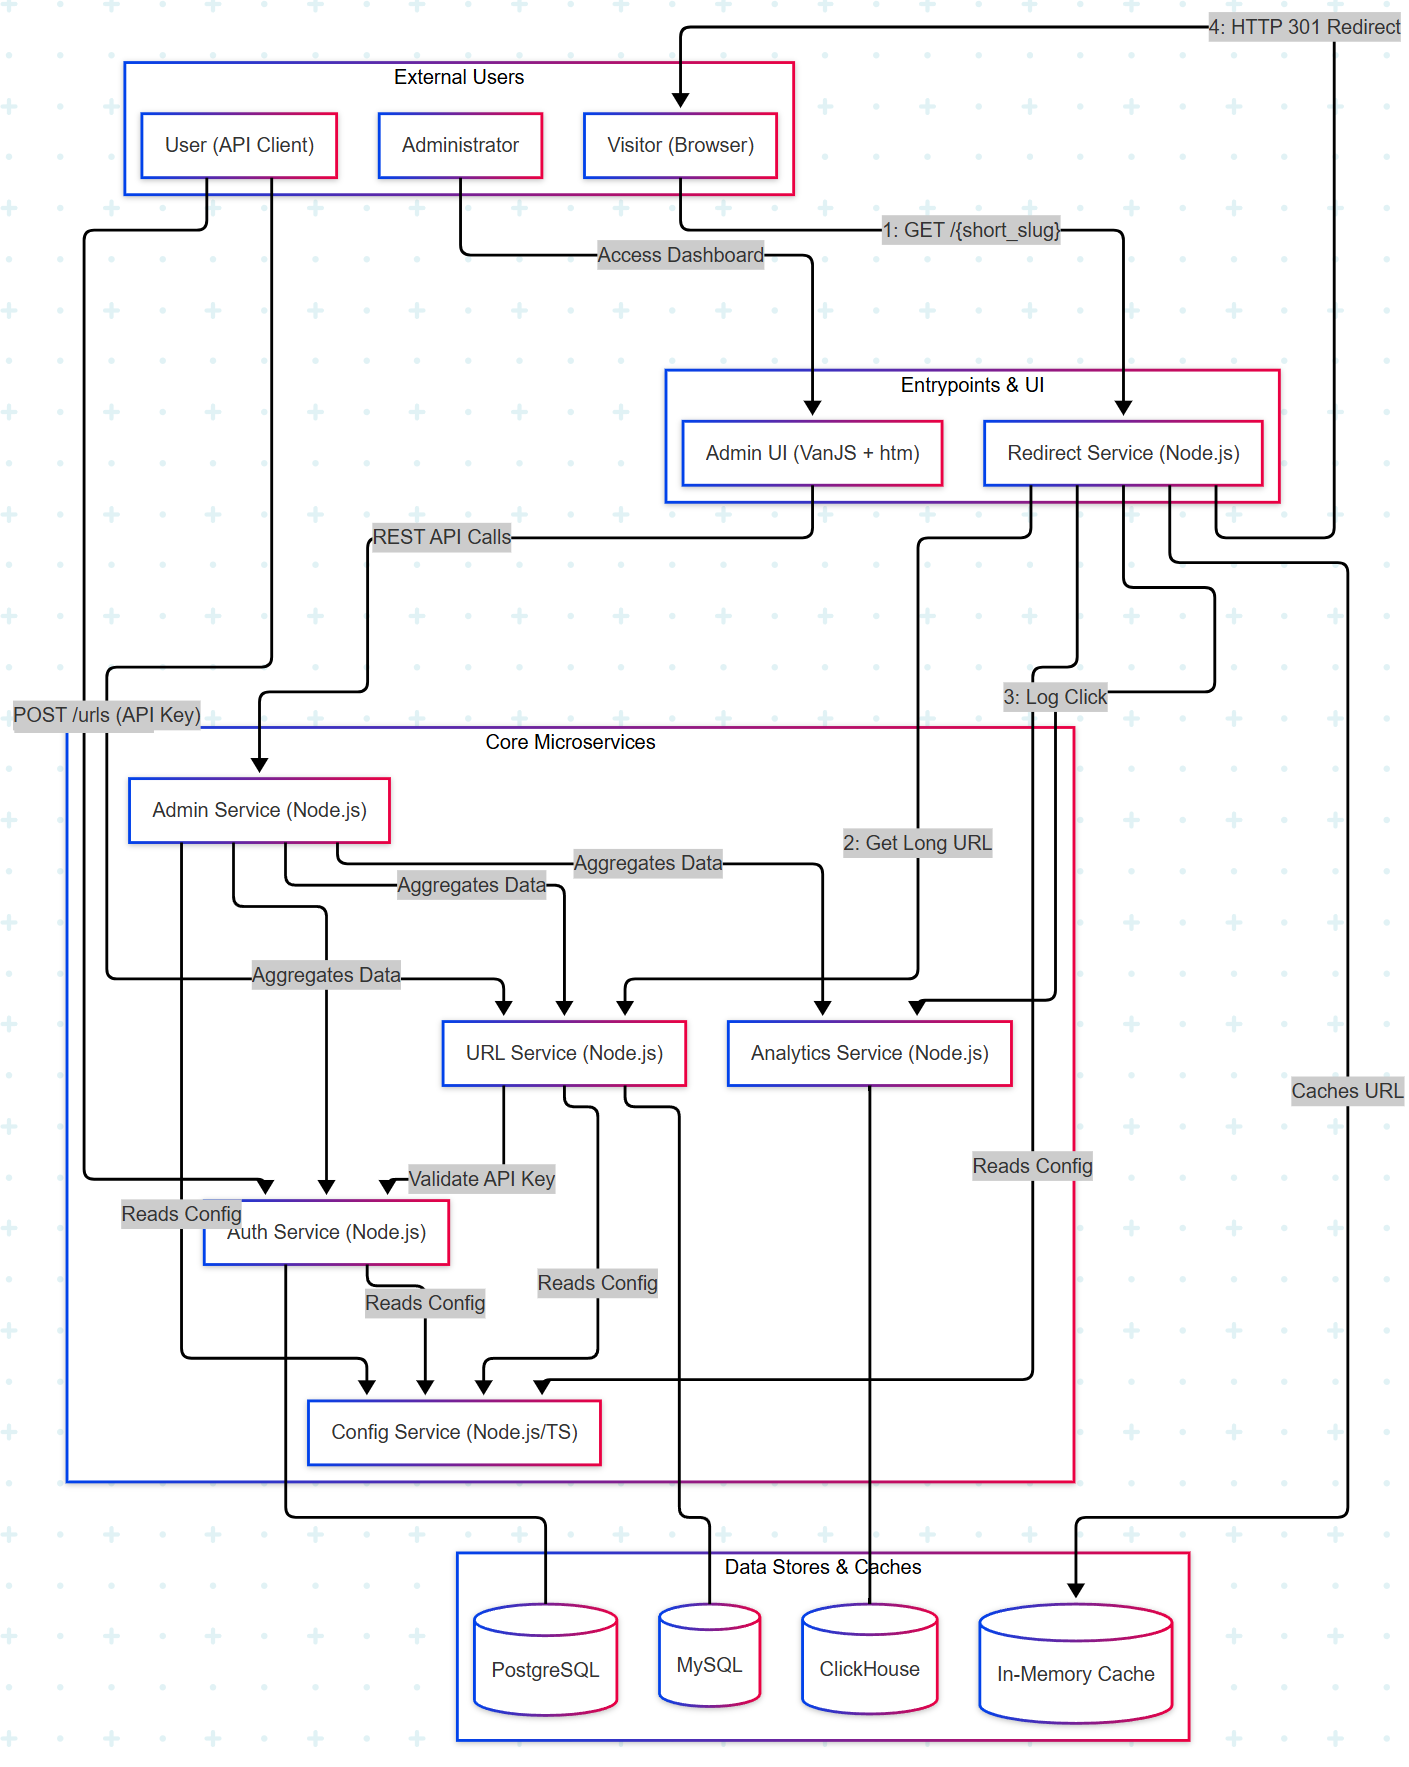 4: HTTP 301 Redirect
External Users
User (API Client)
Administrator
Visitor (Browser)
1: GET /{short_slug}
Access Dashboard
Entrypoints & UI
Admin UI (VanJS + htm)
Redirect Service (Node.js)
REST API Calls
3: Log Click
POST /urls (API Key)
Core Microservices
Admin Service (Node.js)
2: Get Long URL
Aggregates Data
Aggregates Data
Aggregates Data
URL Service (Node.js)
Analytics Service (Node.js)
Caches URL
Reads Config
Validate API Key
Reads Config
Auth Service (Node.js)
Reads Config
Reads Config
Config Service (Node.js/TS)
Data Stores & Caches
PostgreSQL
MySQL
ClickHouse
In-Memory Cache